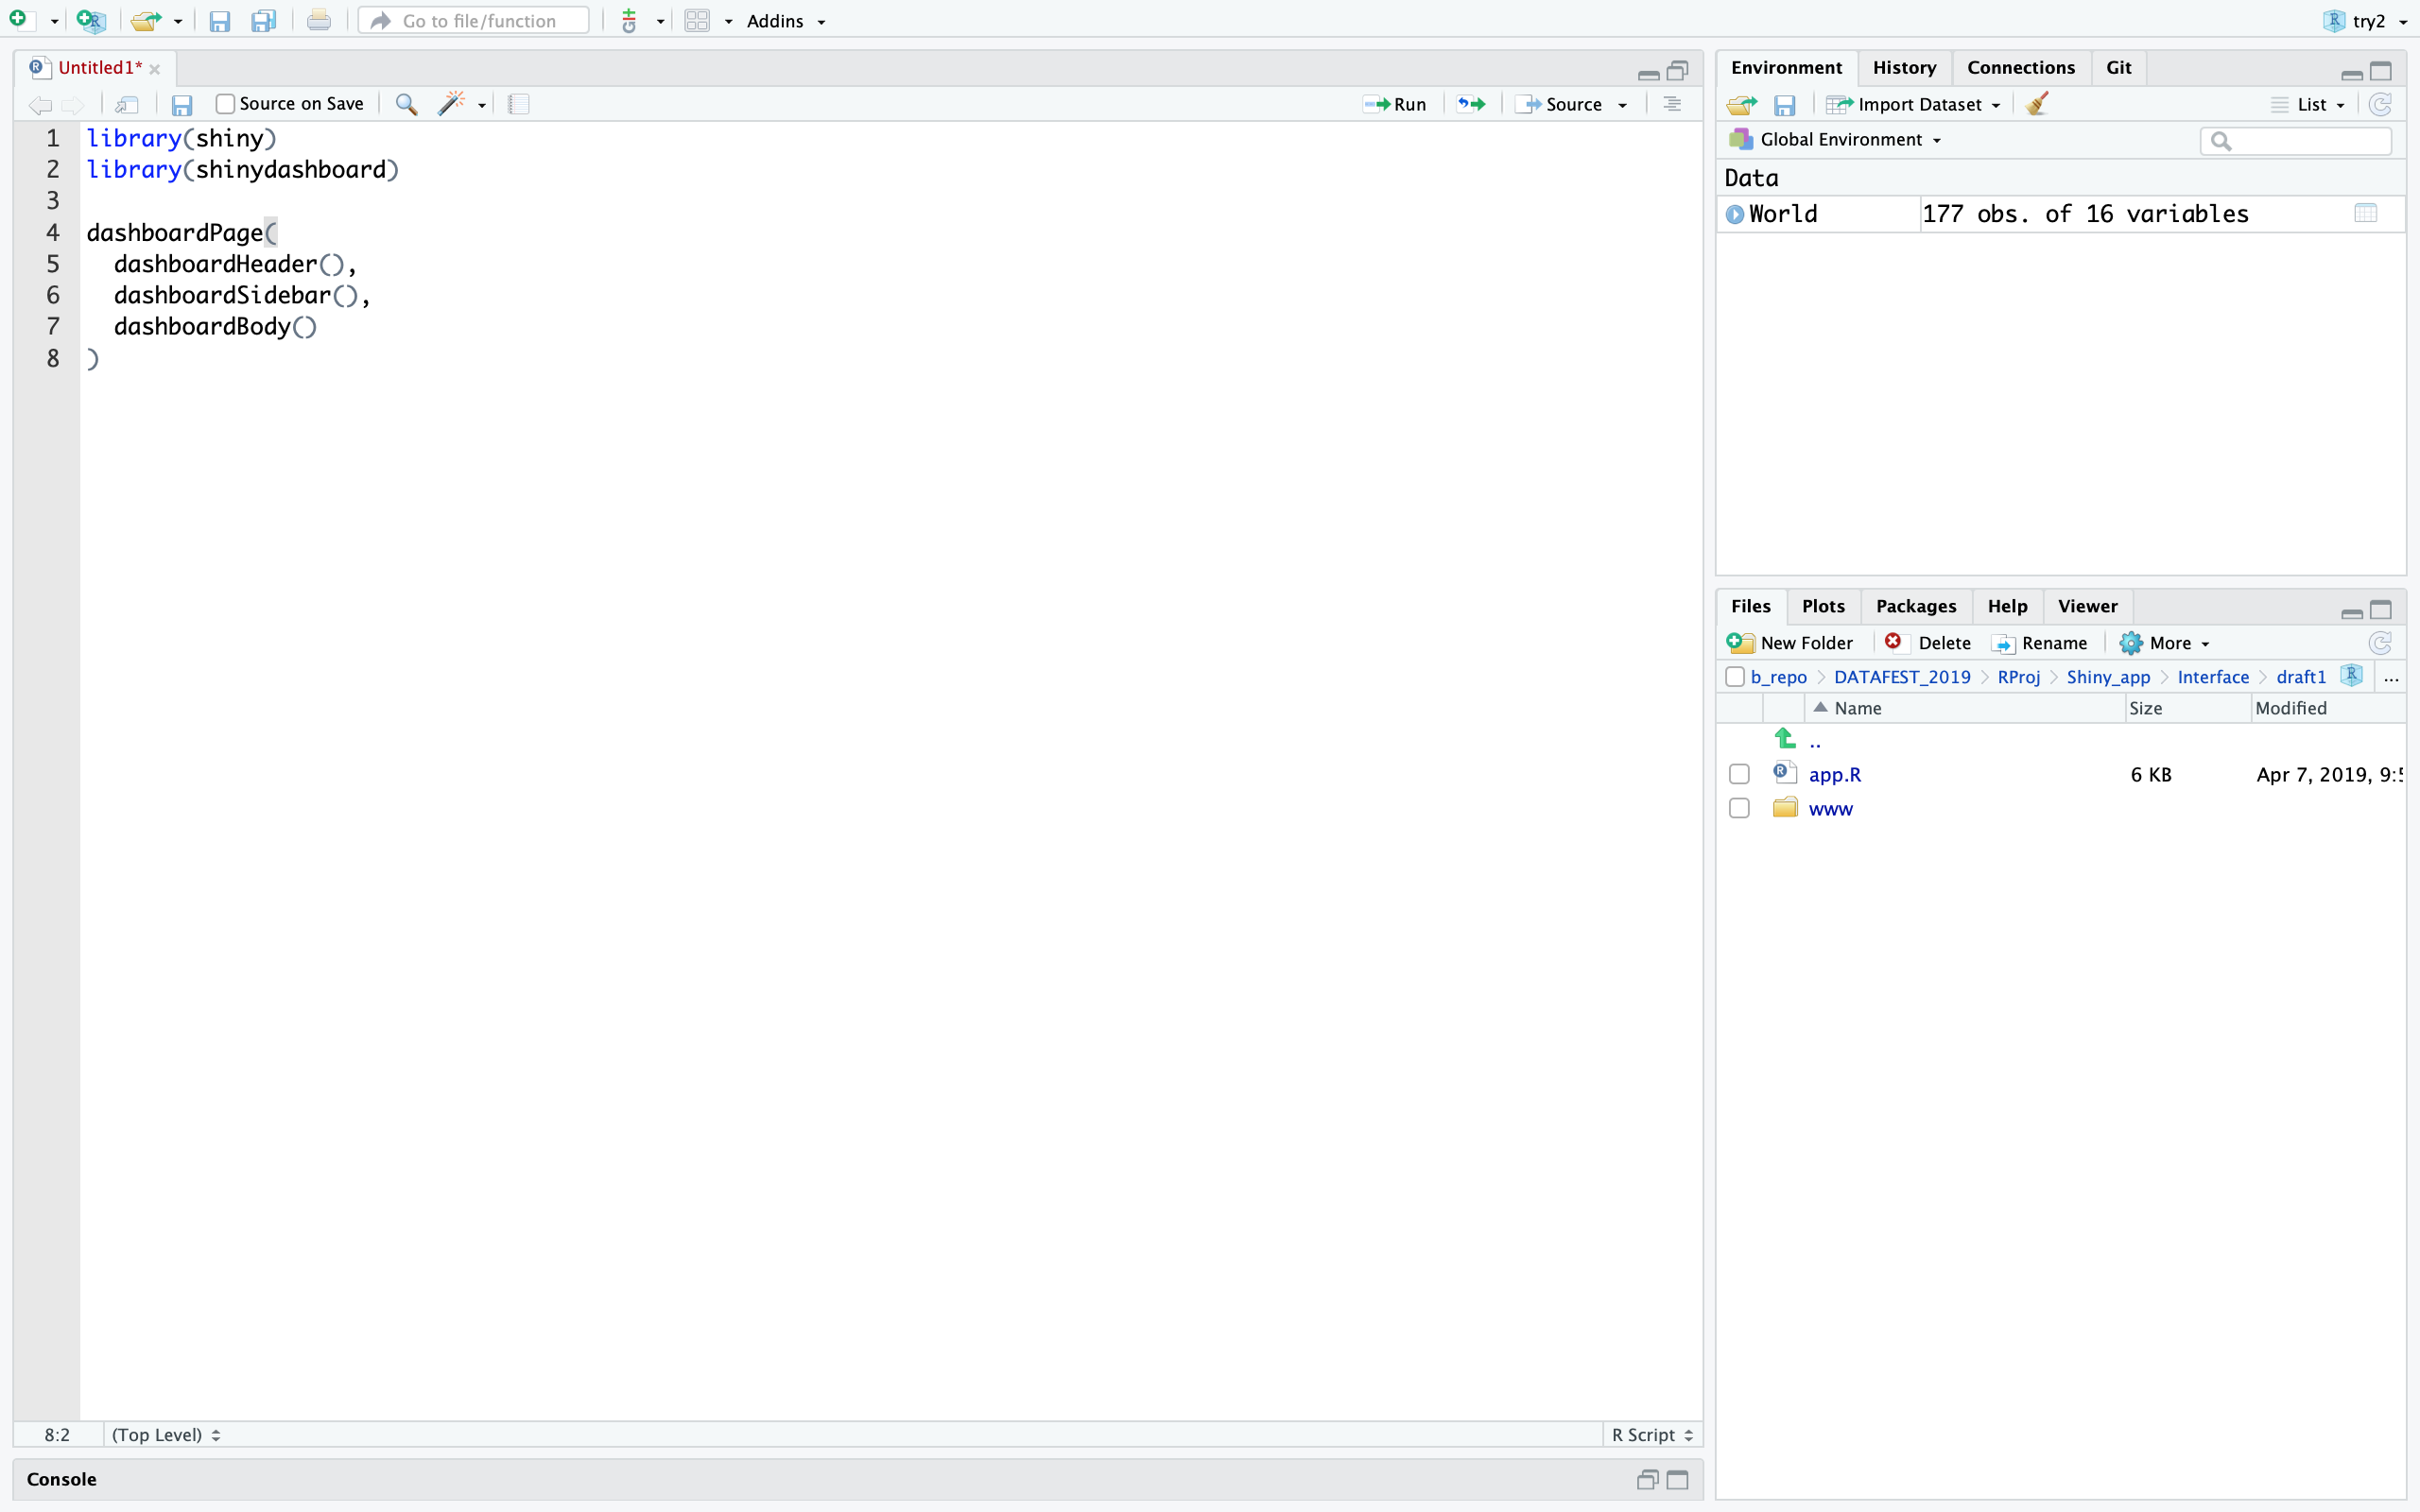 Go to file/function
Addins
try2
Untitled1*
Source on Save
Run
Source
1 library(shiny)
2 library(shinydashboard)
3
4 dashboardPage(
5   dashboardHeader(),
6   dashboardSidebar(),
7   dashboardBody()
8 )
8:2
(Top Level)
R Script
Console
Environment History Connections Git
Import Dataset
List
Global Environment
Data
World 177 obs. of 16 variables
Files Plots Packages Help Viewer
New Folder Delete Rename More
b_repo DATAFEST_2019 RProj Shiny_app Interface draft1 R ...
Name Size Modified
..
app.R 6 KB Apr 7, 2019, 9:5
www